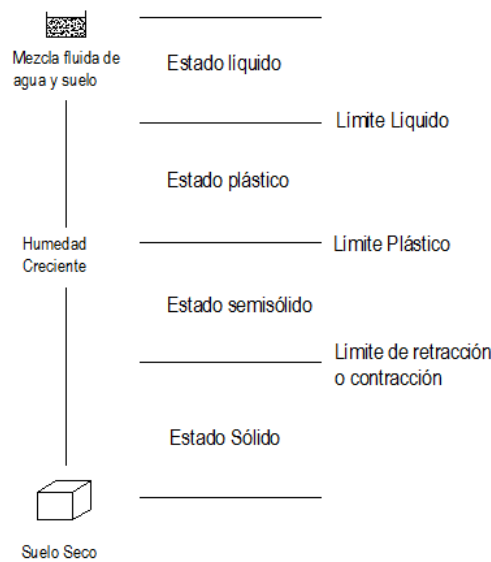 Mezcla fluida de
agua y suelo
Estado líquido
Límite Líquido
Estado plástico
Humedad
Creciente
Límite Plástico
Estado semisólido
Límite de retracción
o contracción
Estado Sólido
Suelo Seco